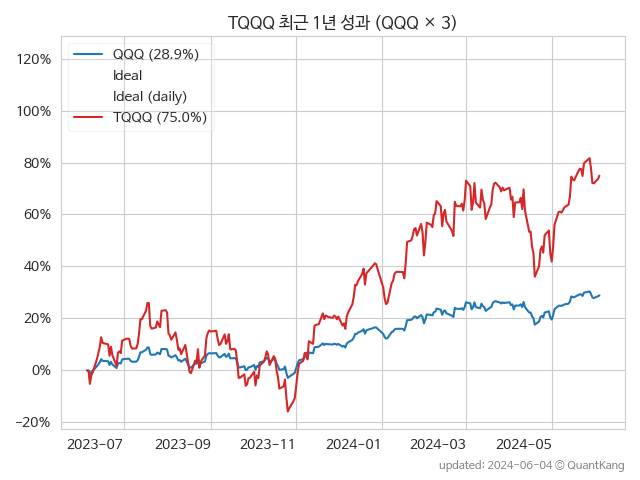 TQQQ 최근 1년 성과 (QQQ × 3)
QQQ (28.9%)
Ideal
Ideal (daily)
TQQQ (75.0%)
120%
100%
80%
60%
40%
20%
0%
−20%
2023-07
2023-09
2023-11
2024-01
2024-03
2024-05
updated: 2024-06-04 © QuantKang